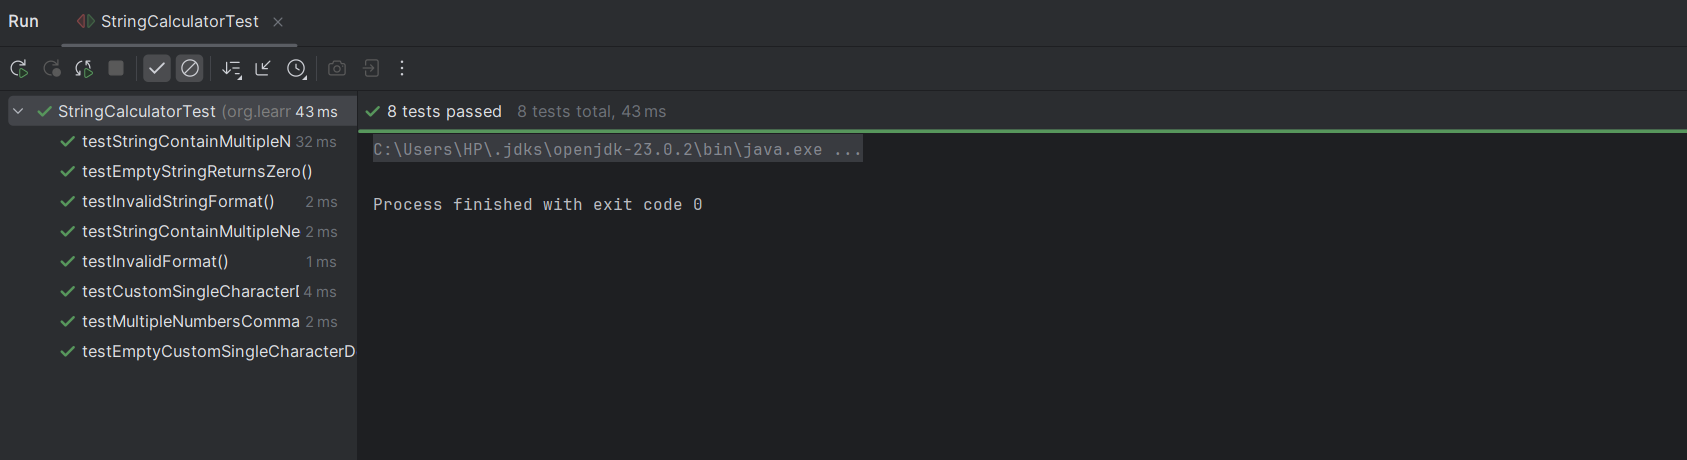 Run StringCalculatorTest
StringCalculatorTest (org.learr 43 ms
8 tests passed 8 tests total, 43 ms
testStringContainMultipleN 32 ms
testEmptyStringReturnsZero()
testInvalidStringFormat() 2 ms
testStringContainMultipleNe 2 ms
testInvalidFormat() 1 ms
testCustomSingleCharacterD 4 ms
testMultipleNumbersComma 2 ms
testEmptyCustomSingleCharacterD
C:\Users\HP\.jdks\openjdk-23.0.2\bin\java.exe ...
Process finished with exit code 0